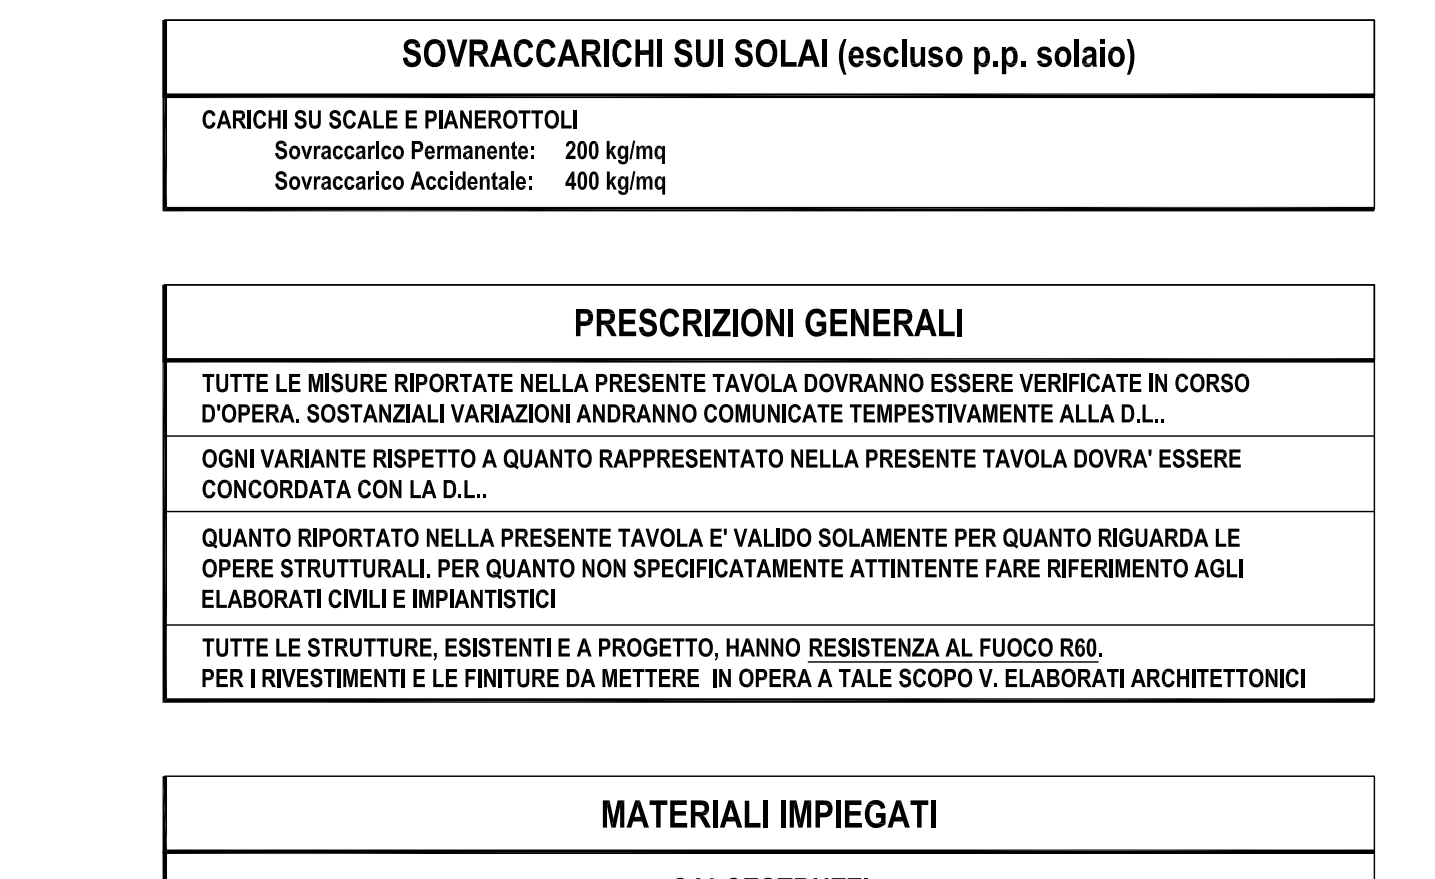 SOVRACCARICHI SUI SOLAI (escluso p.p. solaio)
CARICHI SU SCALE E PIANEROTTOLI
Sovraccarico Permanente: 200 kg/mq
Sovraccarico Accidentale: 400 kg/mq
PRESCRIZIONI GENERALI
TUTTE LE MISURE RIPORTATE NELLA PRESENTE TAVOLA DOVRANNO ESSERE VERIFICATE IN CORSO
D'OPERA. SOSTANZIALI VARIAZIONI ANDRANNO COMUNICATE TEMPESTIVAMENTE ALLA D.L..
OGNI VARIANTE RISPETTO A QUANTO RAPPRESENTATO NELLA PRESENTE TAVOLA DOVRA' ESSERE
CONCORDATA CON LA D.L..
QUANTO RIPORTATO NELLA PRESENTE TAVOLA E' VALIDO SOLAMENTE PER QUANTO RIGUARDA LE
OPERE STRUTTURALI. PER QUANTO NON SPECIFICATAMENTE ATTINTENTE FARE RIFERIMENTO AGLI
ELABORATI CIVILI E IMPIANTISTICI
TUTTE LE STRUTTURE, ESISTENTI E A PROGETTO, HANNO RESISTENZA AL FUOCO R60.
PER I RIVESTIMENTI E LE FINITURE DA METTERE IN OPERA A TALE SCOPO V. ELABORATI ARCHITETTONICI
MATERIALI IMPIEGATI